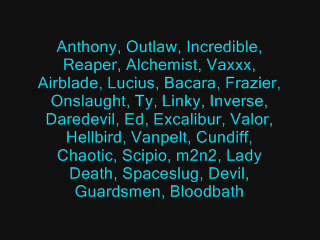 Anthony, Outlaw, Incredible,
Reaper, Alchemist, Vaxxx,
Airblade, Lucius, Bacara, Frazier,
Onslaught, Ty, Linky, Inverse,
Daredevil, Ed, Excalibur, Valor,
Hellbird, Vanpelt, Cundiff,
Chaotic, Scipio, m2n2, Lady
Death, Spaceslug, Devil,
Guardsmen, Bloodbath